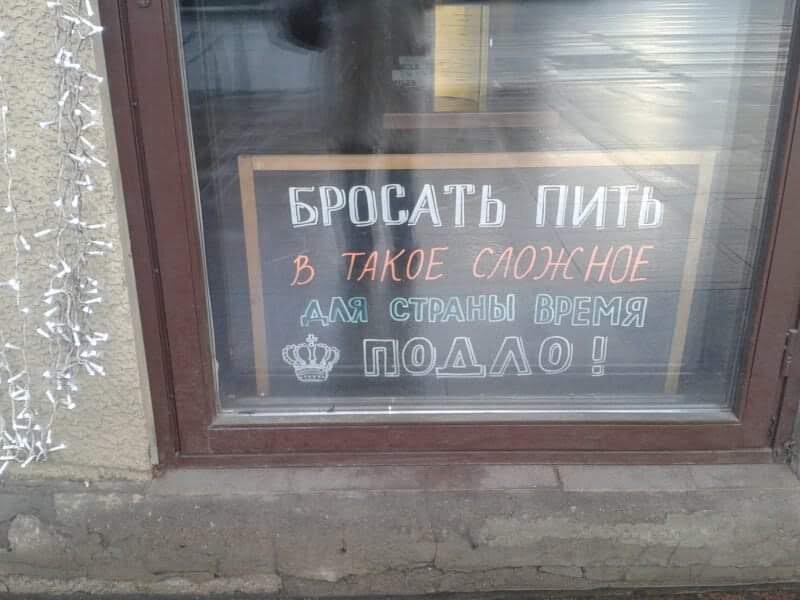 БРОСАТЬ ПИТЬ
В ТАКОЕ СЛОЖНОЕ
ДЛЯ СТРАНЫ ВРЕМЯ
ПОДЛО!